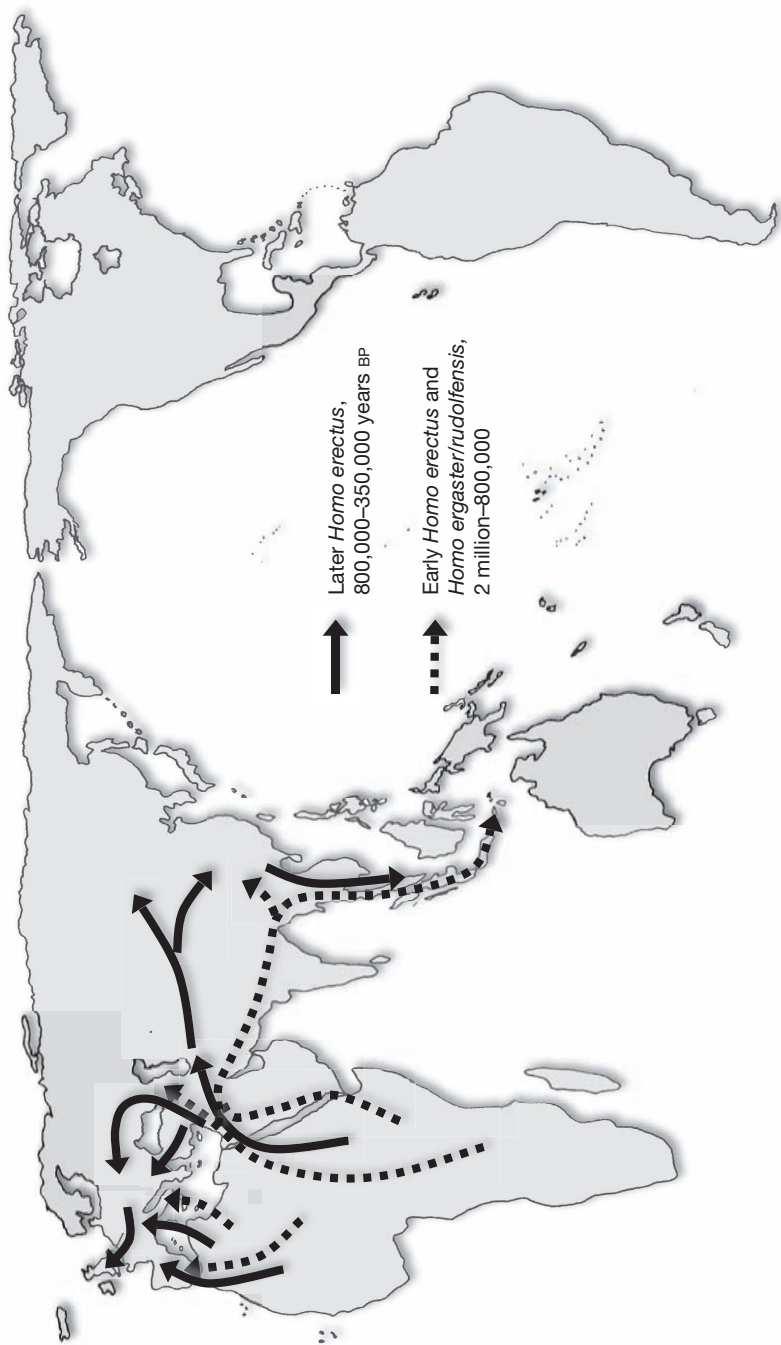 Later Homo erectus,
800,000–350,000 years BP
Early Homo erectus and
Homo ergaster/rudolfensis,
2 million–800,000